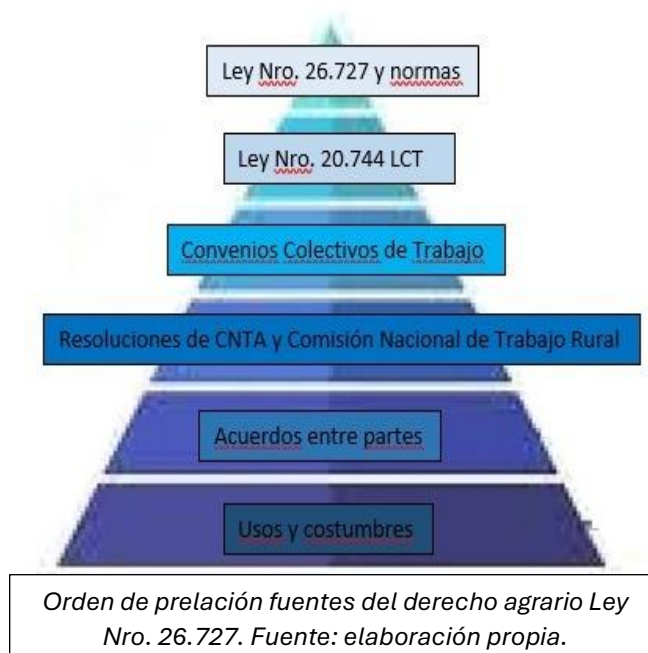 Ley Nro. 26.727 y normas
Ley Nro. 20.744 LCT
Convenios Colectivos de Trabajo
Resoluciones de CNTA y Comisión Nacional de Trabajo Rural
Acuerdos entre partes
Usos y costumbres
Orden de prelación fuentes del derecho agrario Ley
Nro. 26.727. Fuente: elaboración propia.